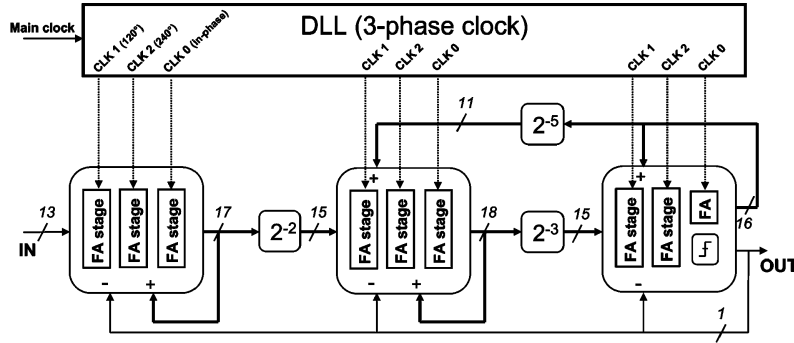 DLL (3-phase clock)
Main clock
CLK 1 (120°)
CLK 2 (240°)
CLK 0 (in-phase)
CLK 1
CLK 2
CLK 0
CLK 1
CLK 2
CLK 0
11
2-5
+
+
13
IN
FA stage
FA stage
FA stage
17
2-2
15
FA stage
FA stage
FA stage
18
2-3
15
FA stage
FA stage
FA
16
OUT
- +
- +
-
1